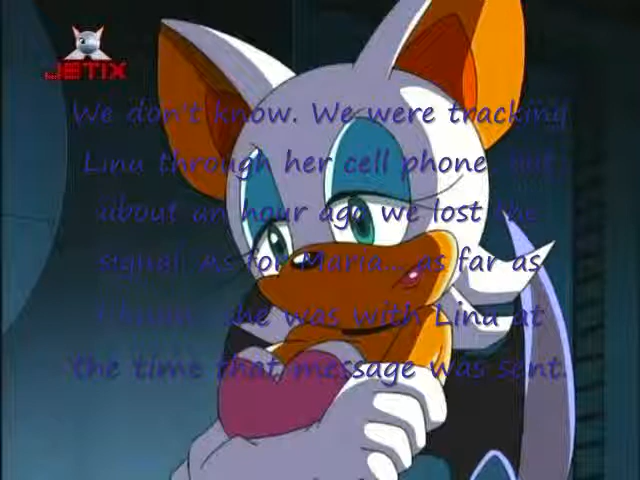 JETIX
We don't know. We were tracking
Lina through her cell phone, but,
about an hour ago we lost the
signal. As for Maria... as far as
I know, she was with Lina at
the time that message was sent.